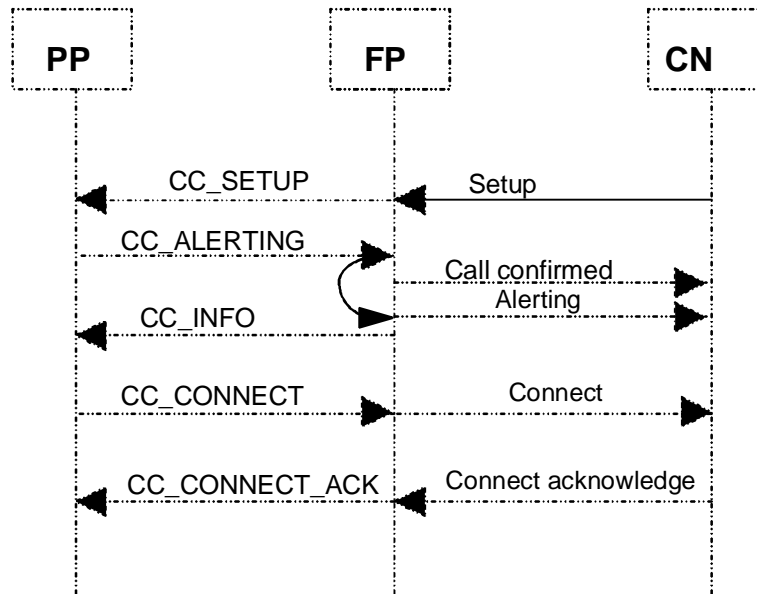 PP
FP
CN
CC_SETUP
Setup
CC_ALERTING
Call confirmed
Alerting
CC_INFO
CC_CONNECT
Connect
CC_CONNECT_ACK
Connect acknowledge